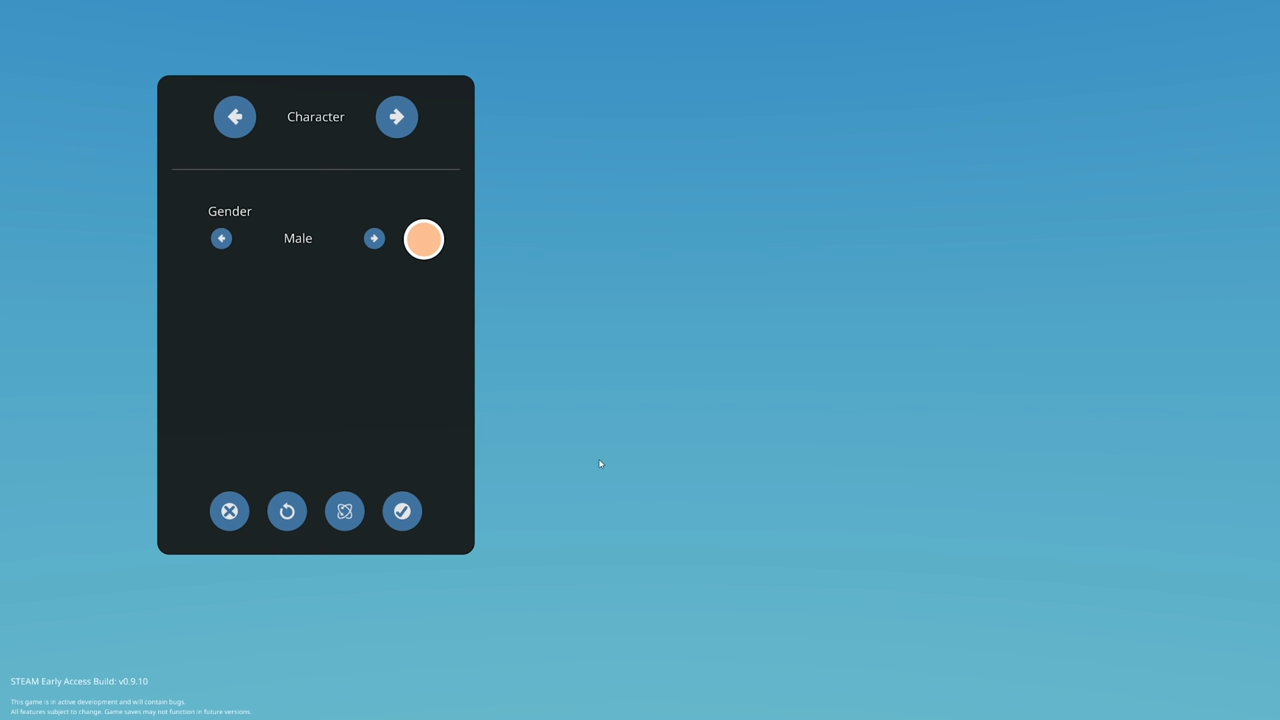 Character
Gender
Male
STEAM Early Access Build: v0.9.10
This game is in active development and will contain bugs.
All features subject to change. Game saves may not function in future versions.